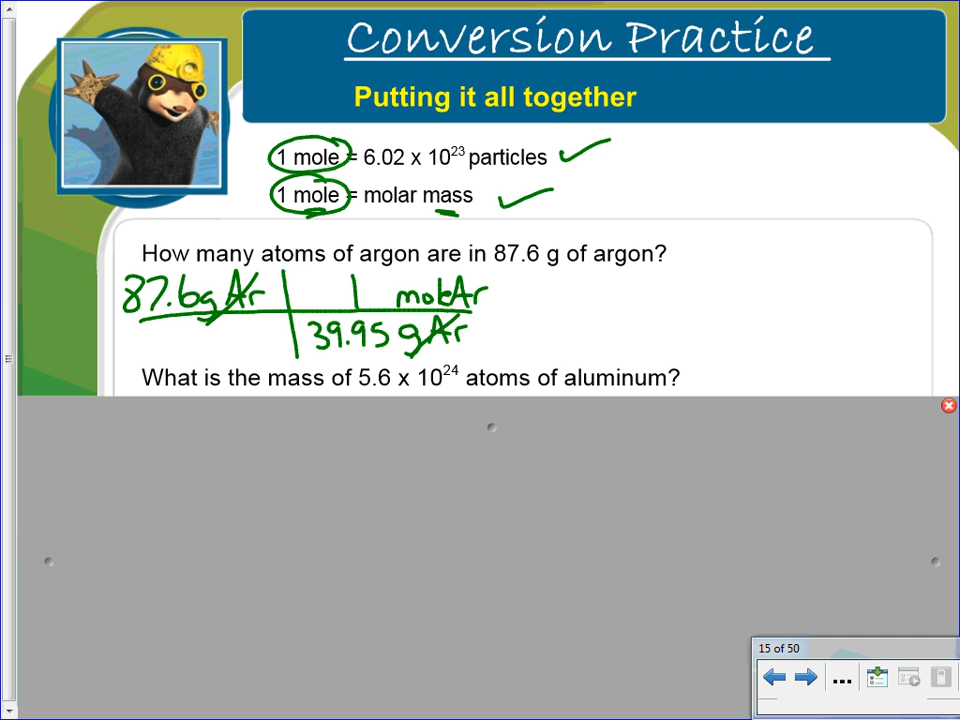 Conversion Practice
Putting it all together
1 mole = 6.02 x 10²³ particles
1 mole = molar mass
How many atoms of argon are in 87.6 g of argon?
87.6g Ar 1 mole Ar
39.95 g Ar
What is the mass of 5.6 x 10²⁴ atoms of aluminum?
15 of 50
...